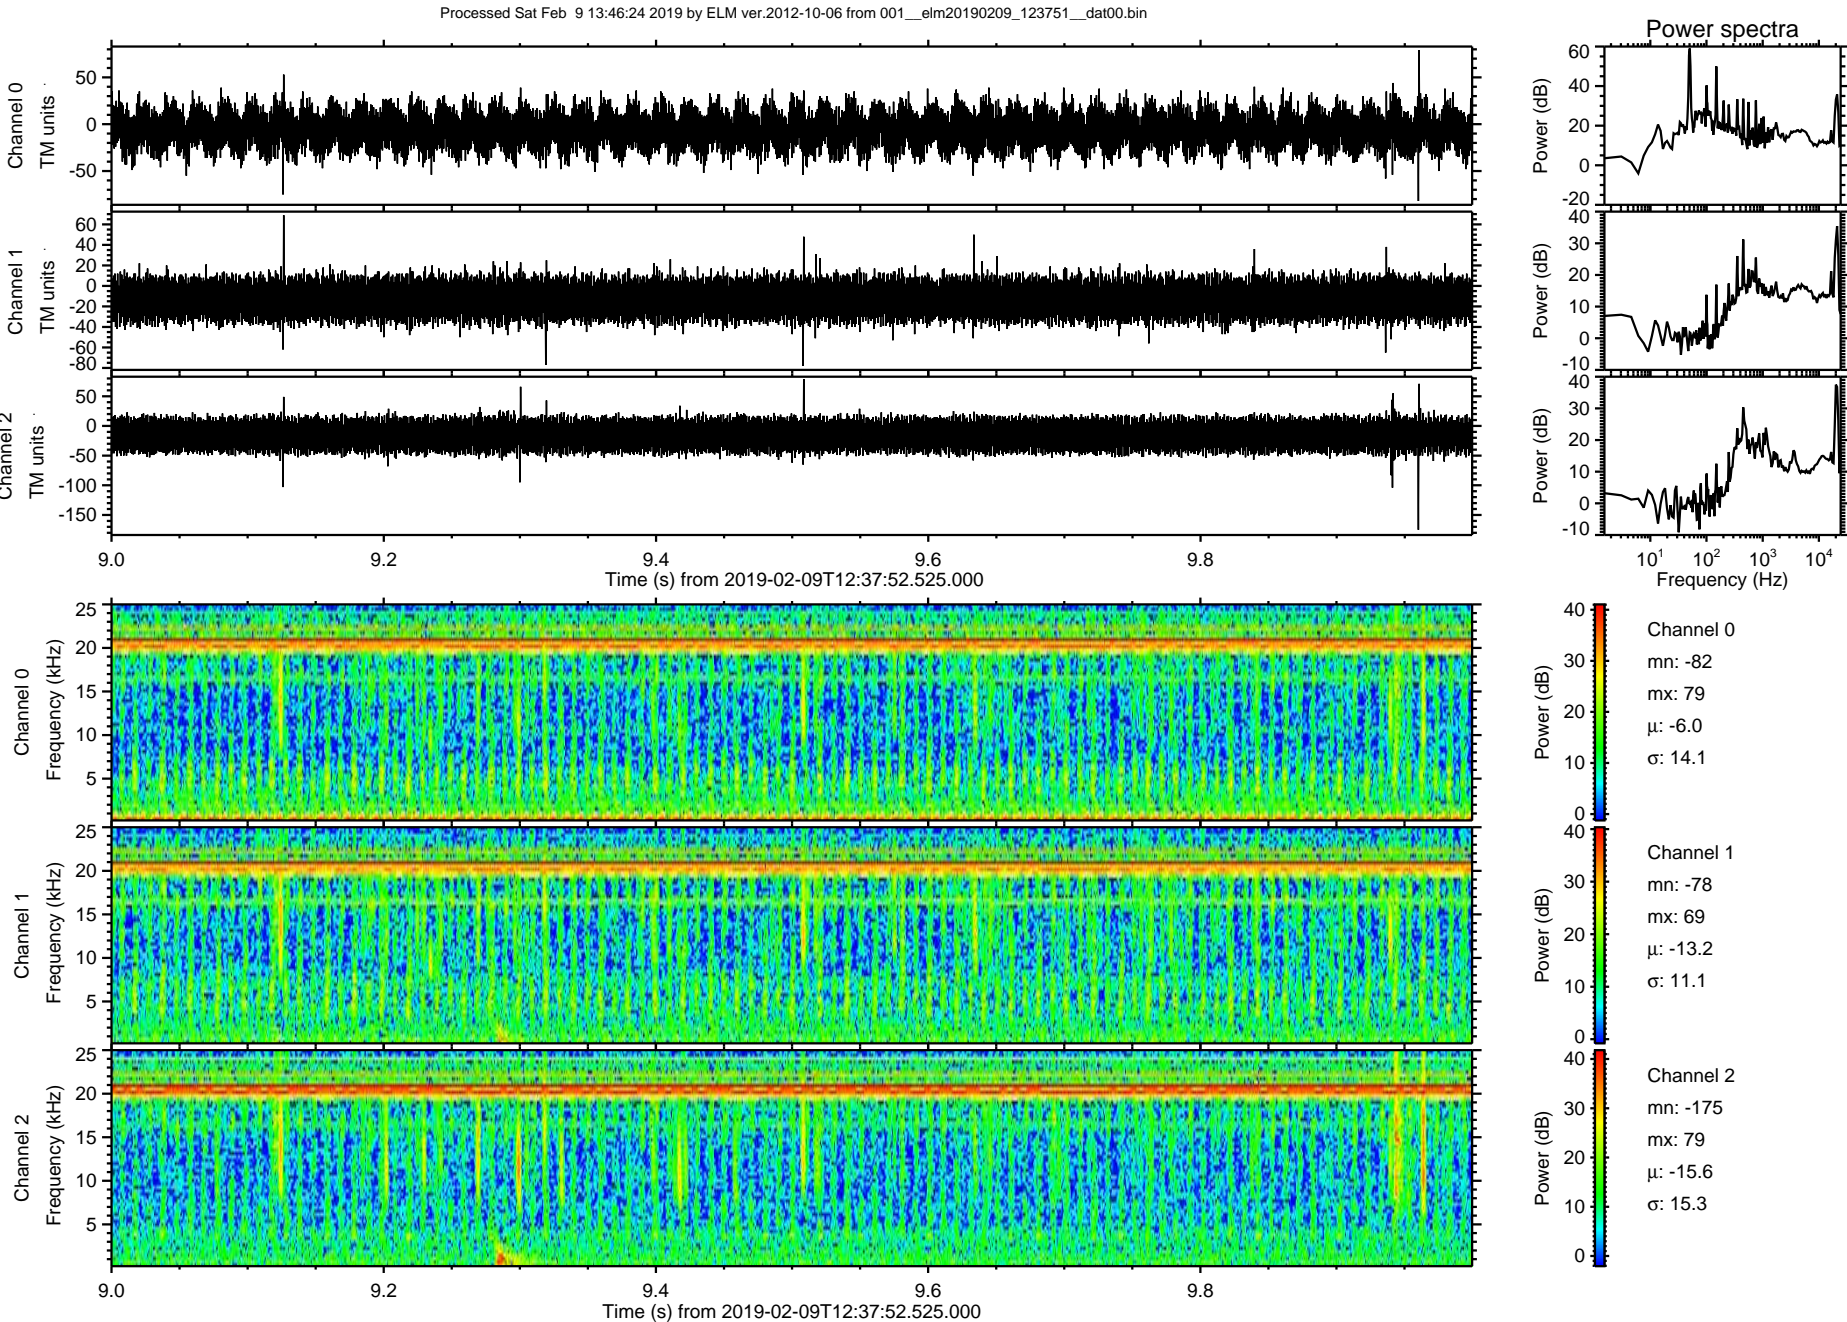 Processed Sat Feb  9 13:46:24 2019 by ELM ver.2012-10-06 from 001__elm20190209_123751__dat00.bin
Power spectra
Channel 0
TM units
50
0
-50
Power (dB)
60
40
20
0
-20
Channel 1
TM units
60
40
20
0
-20
-40
-60
-80
Power (dB)
40
30
20
10
0
-10
Channel 2
TM units
50
0
-50
-100
-150
Power (dB)
40
30
20
10
0
-10
9.0 9.2 9.4 9.6 9.8
Time (s) from 2019-02-09T12:37:52.525.000
10^1 10^2 10^3 10^4
Frequency (Hz)
Channel 0
Frequency (kHz)
25
20
15
10
5
Power (dB)
40
30
20
10
0
Channel 0
mn: -82
mx: 79
μ: -6.0
σ: 14.1
Channel 1
Frequency (kHz)
25
20
15
10
5
Power (dB)
40
30
20
10
0
Channel 1
mn: -78
mx: 69
μ: -13.2
σ: 11.1
Channel 2
Frequency (kHz)
25
20
15
10
5
Power (dB)
40
30
20
10
0
Channel 2
mn: -175
mx: 79
μ: -15.6
σ: 15.3
9.0 9.2 9.4 9.6 9.8
Time (s) from 2019-02-09T12:37:52.525.000